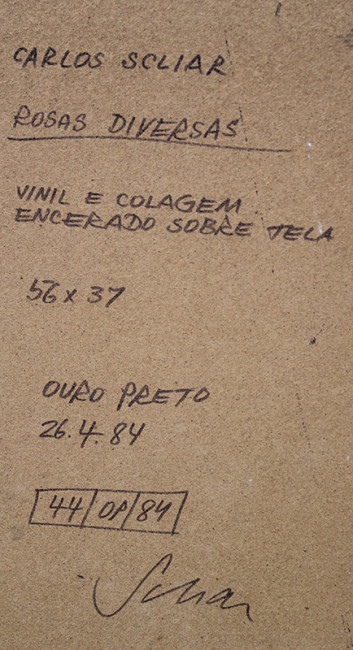 CARLOS SCLIAR
ROSAS DIVERSAS
VINIL E COLAGEM
ENCERADO SOBRE TELA
56 x 37
OURO PRETO
26.4.84
44/OP/84
Scliar